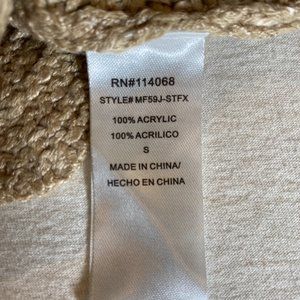 RN#114068
STYLE# MF59J-STFX
100% ACRYLIC
100% ACRILICO
S
MADE IN CHINA/
HECHO EN CHINA